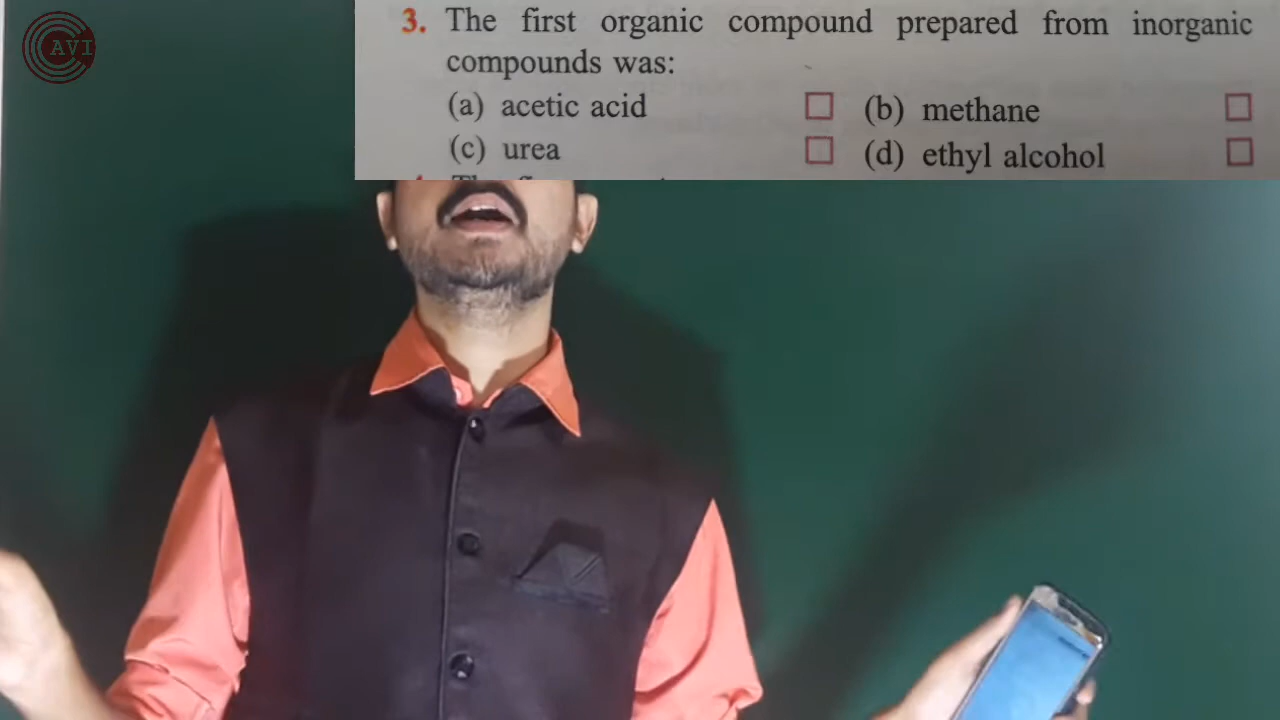 AVI
3. The first organic compound prepared from inorganic
compounds was:
(a) acetic acid (b) methane
(c) urea (d) ethyl alcohol